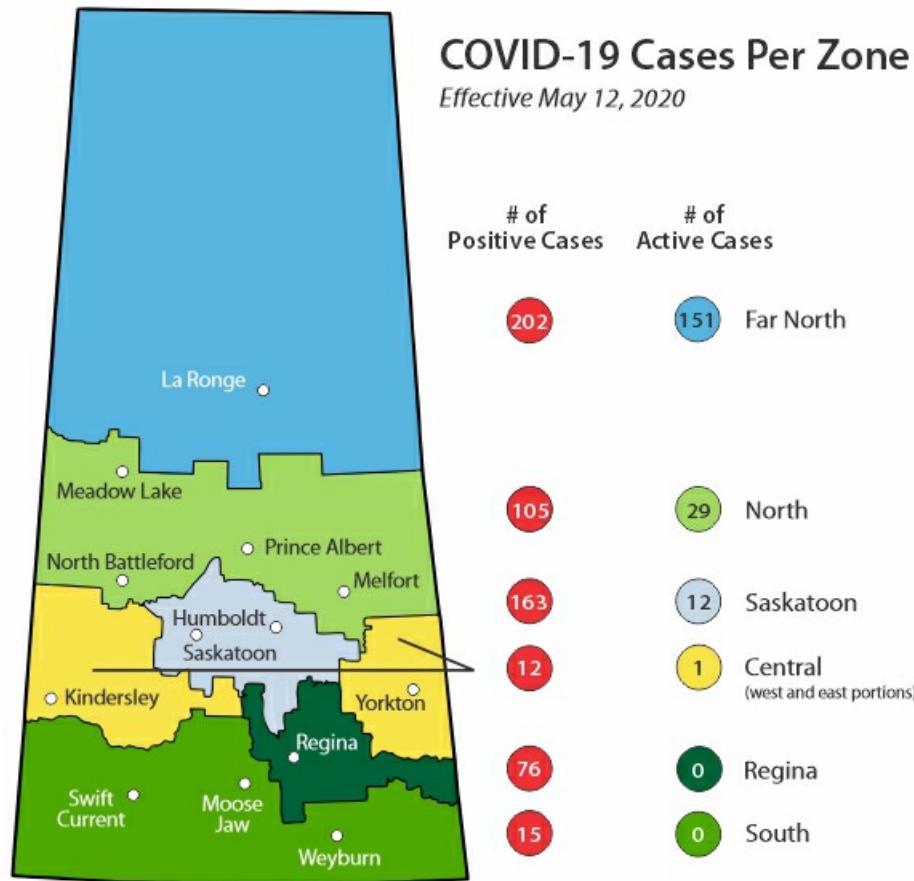 COVID-19 Cases Per Zone
Effective May 12, 2020
# of
Positive Cases
# of
Active Cases
202 151 Far North
La Ronge
Meadow Lake
105 29 North
Prince Albert
North Battleford
Melfort
163 12 Saskatoon
Humboldt
Saskatoon
12 1 Central
(west and east portions)
Kindersley
Yorkton
Regina
76 0 Regina
Swift
Current
Moose
Jaw
15 0 South
Weyburn